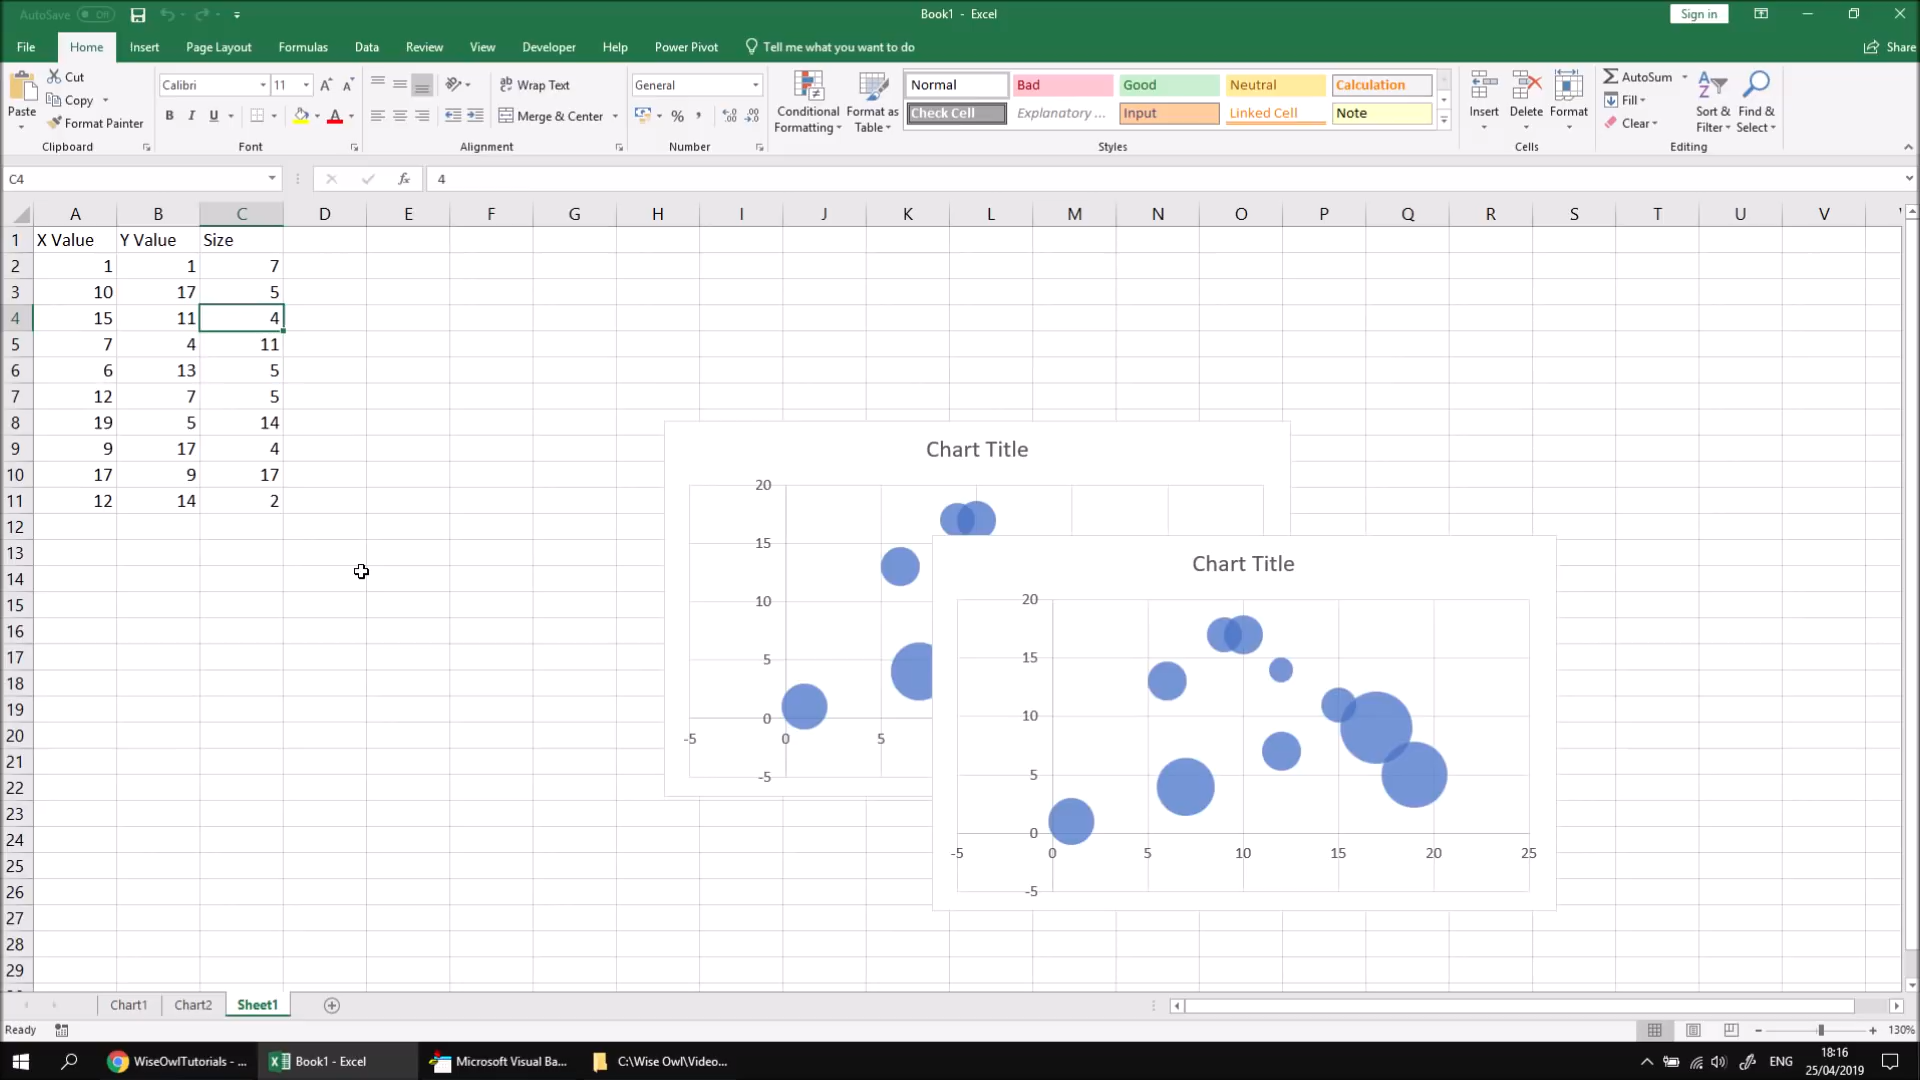 AutoSave Off
Book1 - Excel
Sign in
File Home Insert Page Layout Formulas Data Review View Developer Help Power Pivot Tell me what you want to do Share
Paste
Cut
Copy
Format Painter
Clipboard
Calibri 11
B I U
Font
Wrap Text
Merge & Center
Alignment
General
Number
Conditional Formatting
Format as Table
Normal Bad Good Neutral Calculation
Check Cell Explanatory ... Input Linked Cell Note
Styles
Insert Delete Format
Cells
AutoSum
Fill
Clear
Sort & Filter
Find & Select
Editing
C4
fx
4
A B C D E F G H I J K L M N O P Q R S T U V
1 X Value Y Value Size
2 1 1 7
3 10 17 5
4 15 11 4
5 7 4 11
6 6 13 5
7 12 7 5
8 19 5 14
9 9 17 4
10 17 9 17
11 12 14 2
12
13
14
15
16
17
18
19
20
21
22
23
24
25
26
27
28
29
Chart Title
20
15
10
5
0
-5 0 5
-5
Chart Title
20
15
10
5
0
-5 0 5 10 15 20 25
-5
Chart1 Chart2 Sheet1
Ready
130%
WiseOwlTutorials - ...
Book1 - Excel
Microsoft Visual Ba...
C:\Wise Owl\Video...
ENG
18:16
25/04/2019